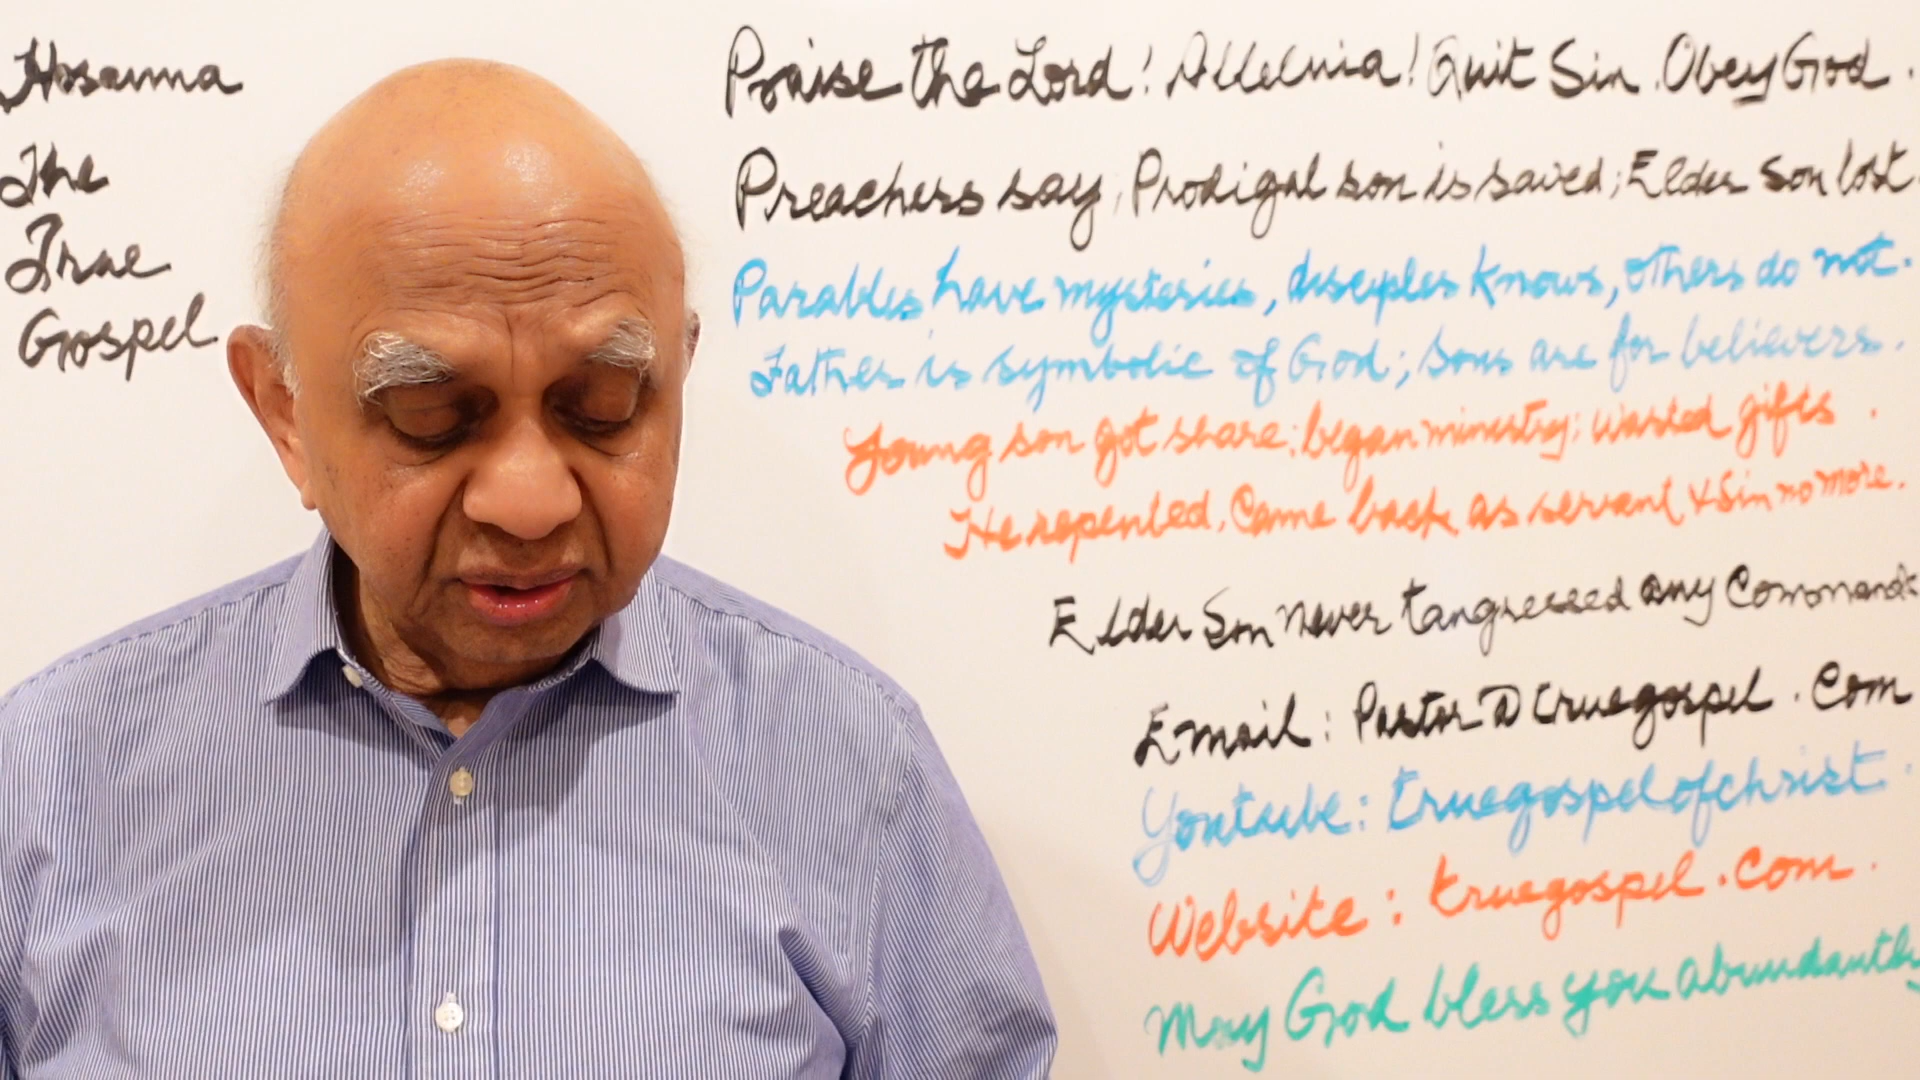 Hosanna
The
True
Gospel
Praise the Lord! Alleluia! Quit Sin. Obey God.
Preachers say; Prodigal son is saved; Elder Son lost.
Parables have mysteries, disciples knows, others do not.
Father is symbolic of God; Sons are for believers.
Young son got share: began ministry; wasted gifts.
He repented, Came back as servant & Sin no more.
Elder Son never tangressed any Commands
Email: Pastor@truegospel.com
Youtube: truegospelofchrist.
Website: truegospel.com.
May God bless you abundantly